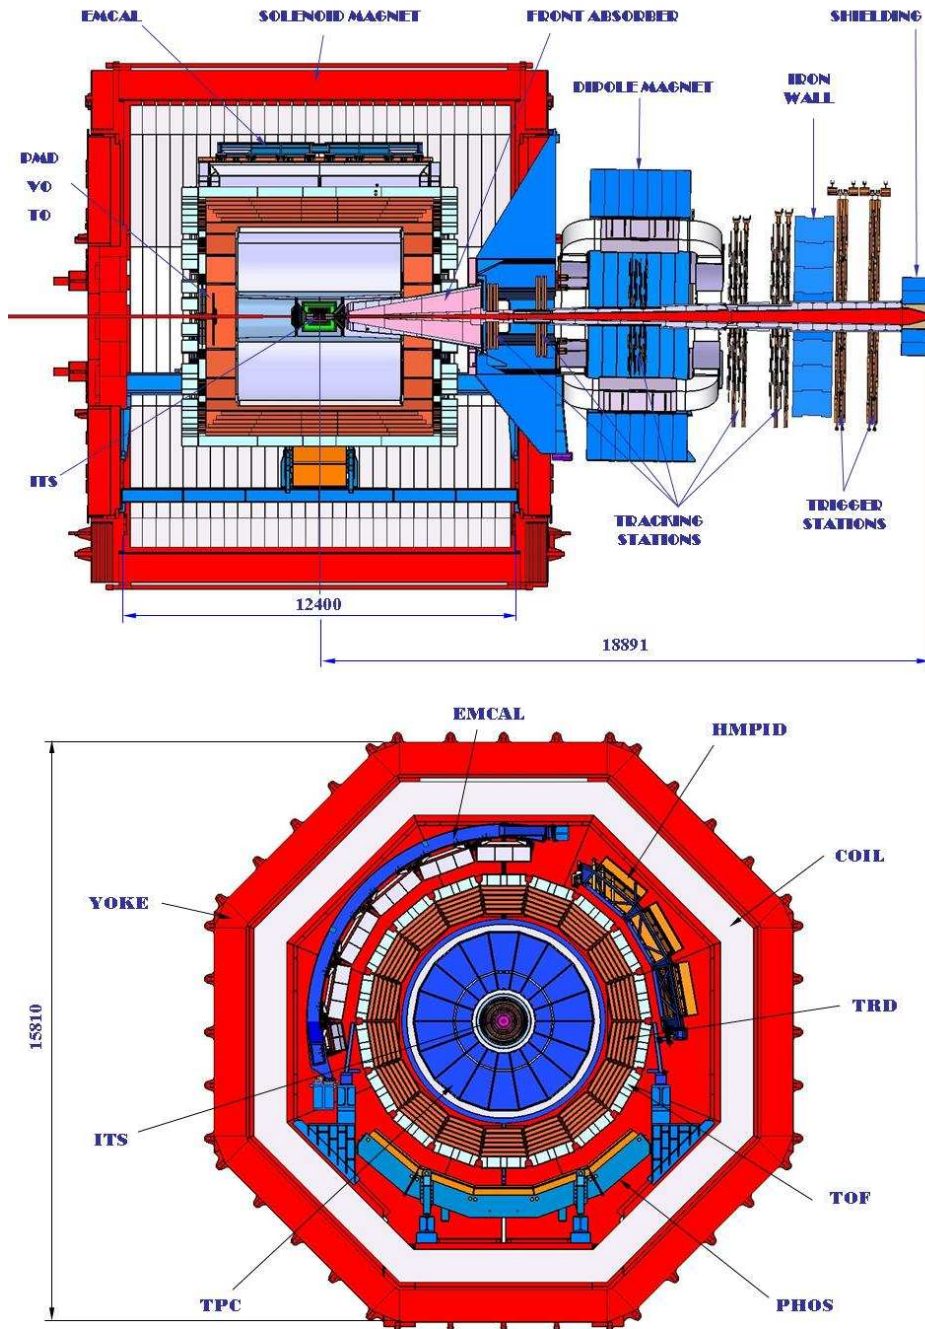 EMCAL
SOLENOID MAGNET
FRONT ABSORBER
SHIELDING
DIPOLE MAGNET
IRON
WALL
PMD
V0
T0
ITS
TRACKING
STATIONS
TRIGGER
STATIONS
12400
18891
EMCAL
HMPID
COIL
YOKE
15810
TRD
ITS
TOF
TPC
PHOS